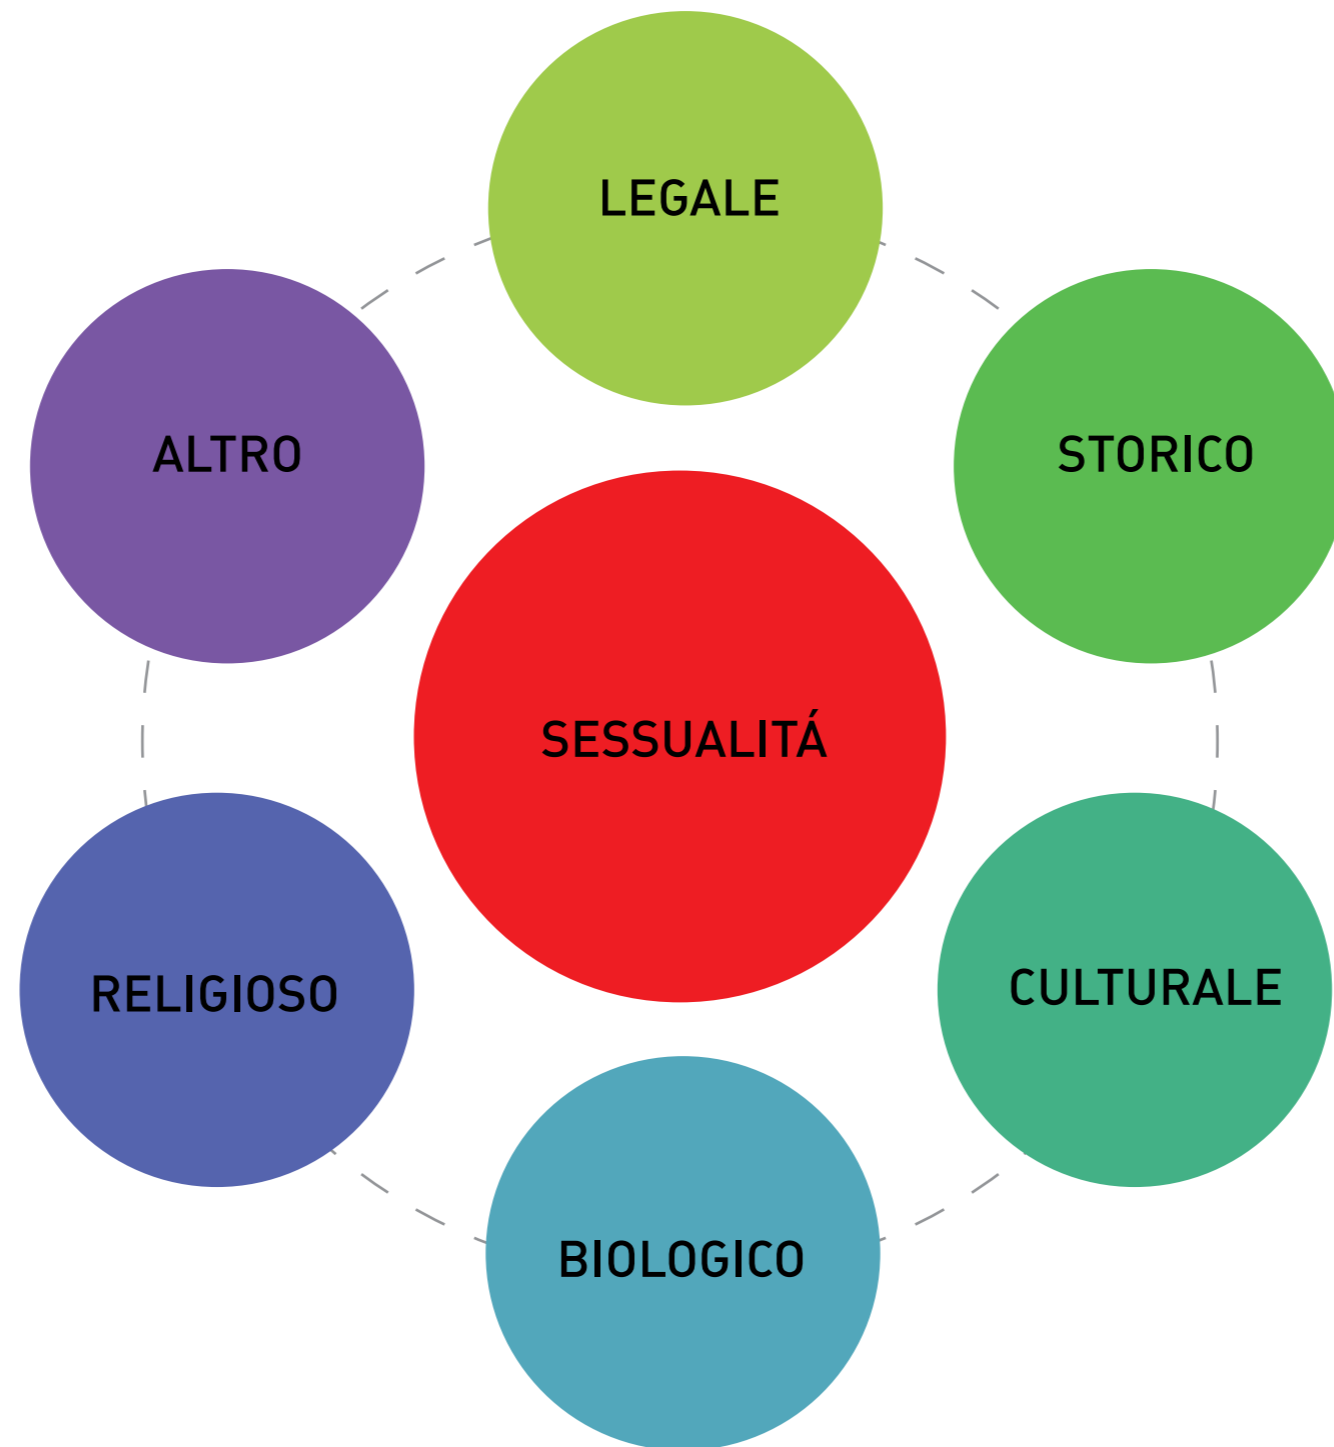 LEGALE
ALTRO
STORICO
SESSUALITÁ
RELIGIOSO
CULTURALE
BIOLOGICO